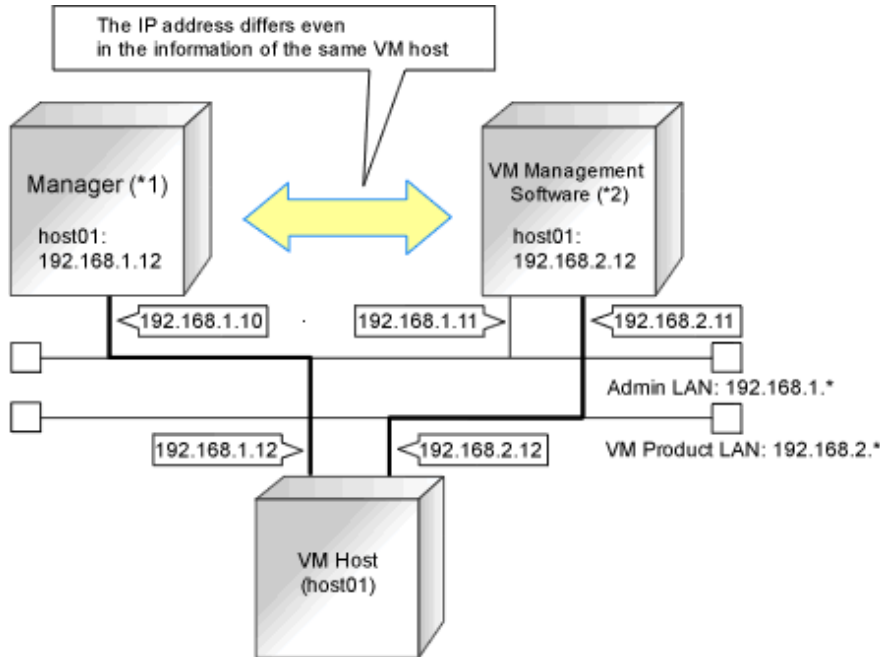 The IP address differs even
in the information of the same VM host
Manager (*1)
host01:
192.168.1.12
VM Management
Software (*2)
host01:
192.168.2.12
192.168.1.10
192.168.1.11
192.168.2.11
Admin LAN: 192.168.1.*
192.168.1.12
192.168.2.12
VM Product LAN: 192.168.2.*
VM Host
(host01)